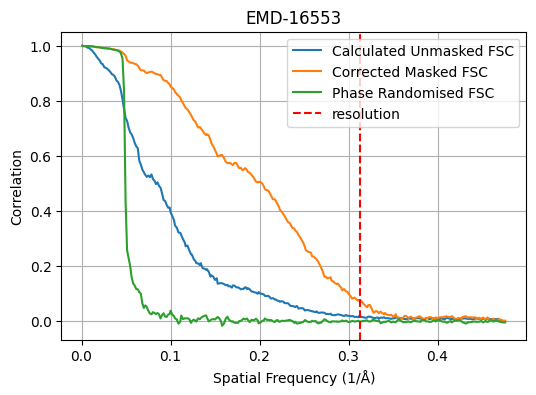 EMD-16553
Calculated Unmasked FSC
Corrected Masked FSC
Phase Randomised FSC
resolution
1.0
0.8
0.6
0.4
0.2
0.0
Correlation
0.0 0.1 0.2 0.3 0.4
Spatial Frequency (1/Å)